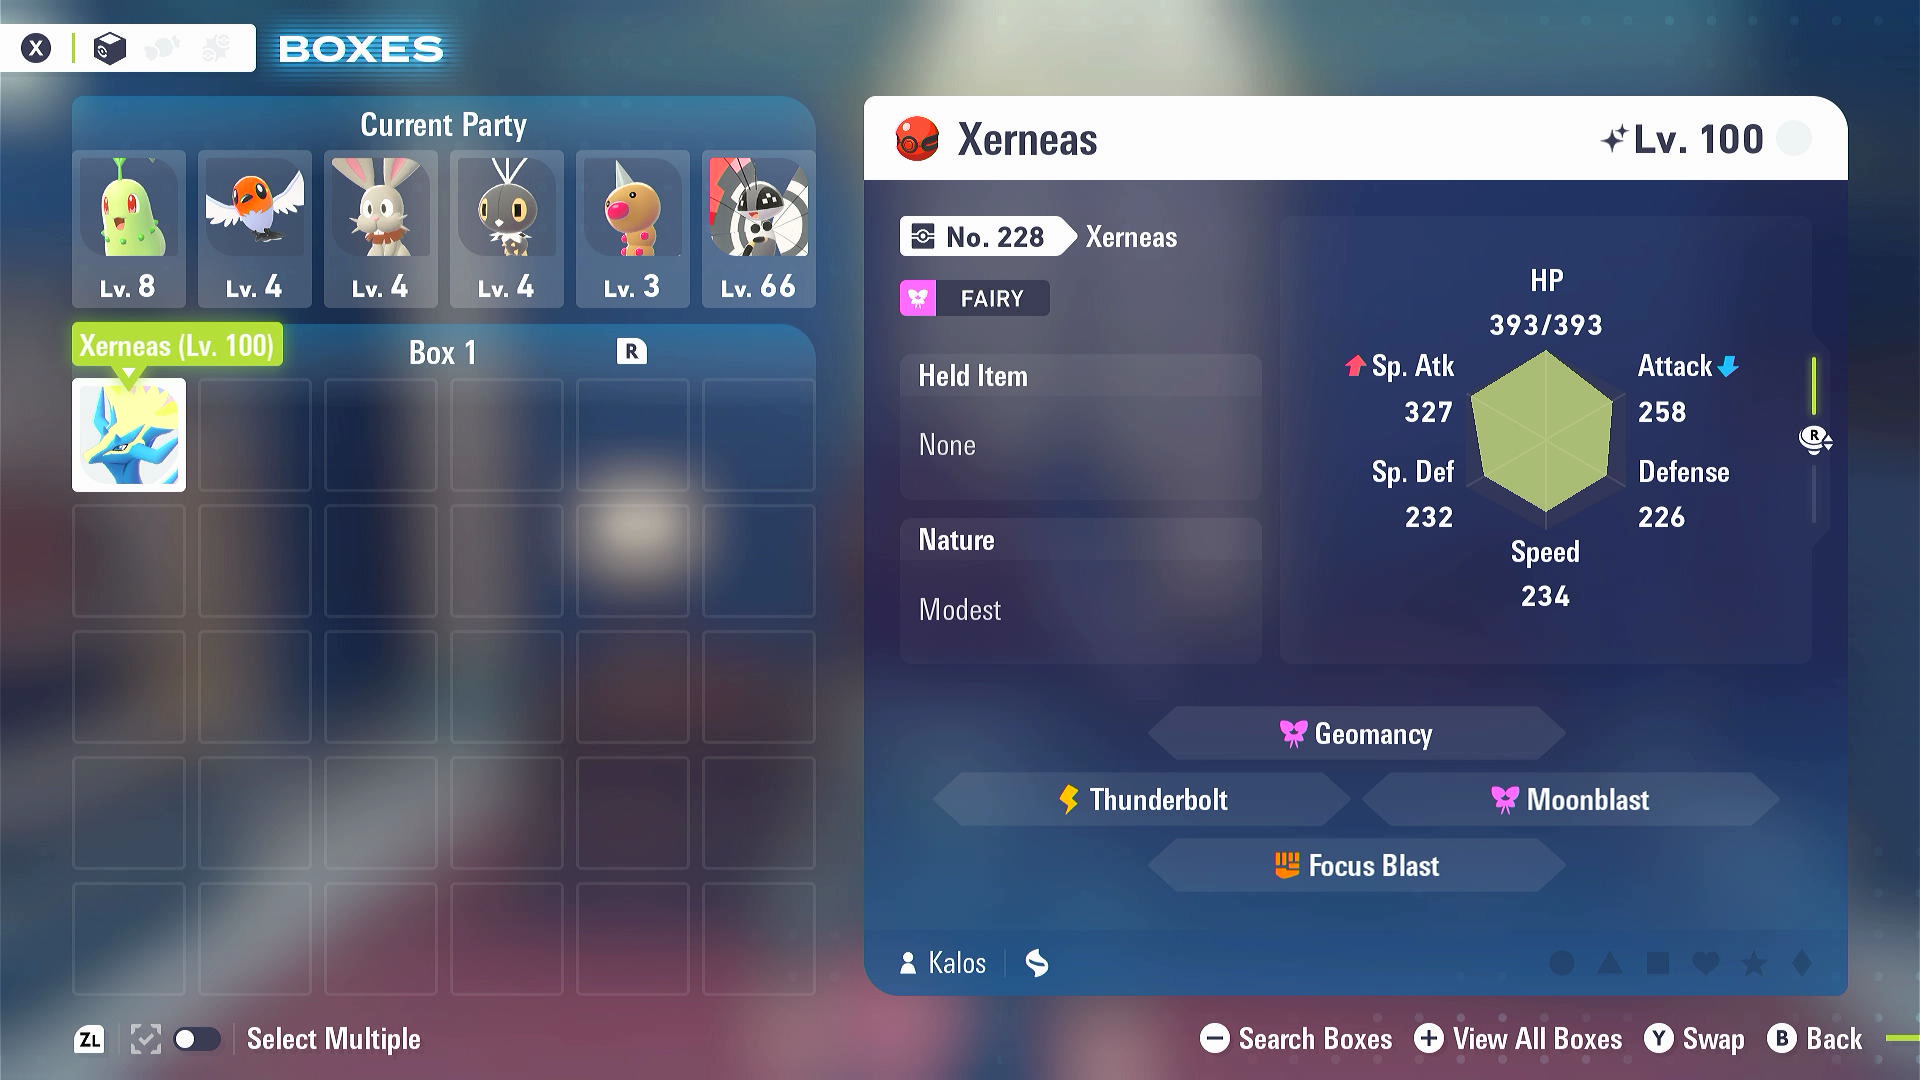 X
BOXES
Current Party
Lv. 8
Lv. 4
Lv. 4
Lv. 4
Lv. 3
Lv. 66
Xerneas (Lv. 100)
Box 1
R
Xerneas
Lv. 100
No. 228
Xerneas
FAIRY
Held Item
None
Nature
Modest
HP
393/393
Sp. Atk
327
Attack
258
Sp. Def
232
Defense
226
Speed
234
R
Geomancy
Thunderbolt
Moonblast
Focus Blast
Kalos
ZL
Select Multiple
Search Boxes
View All Boxes
Y Swap
B Back